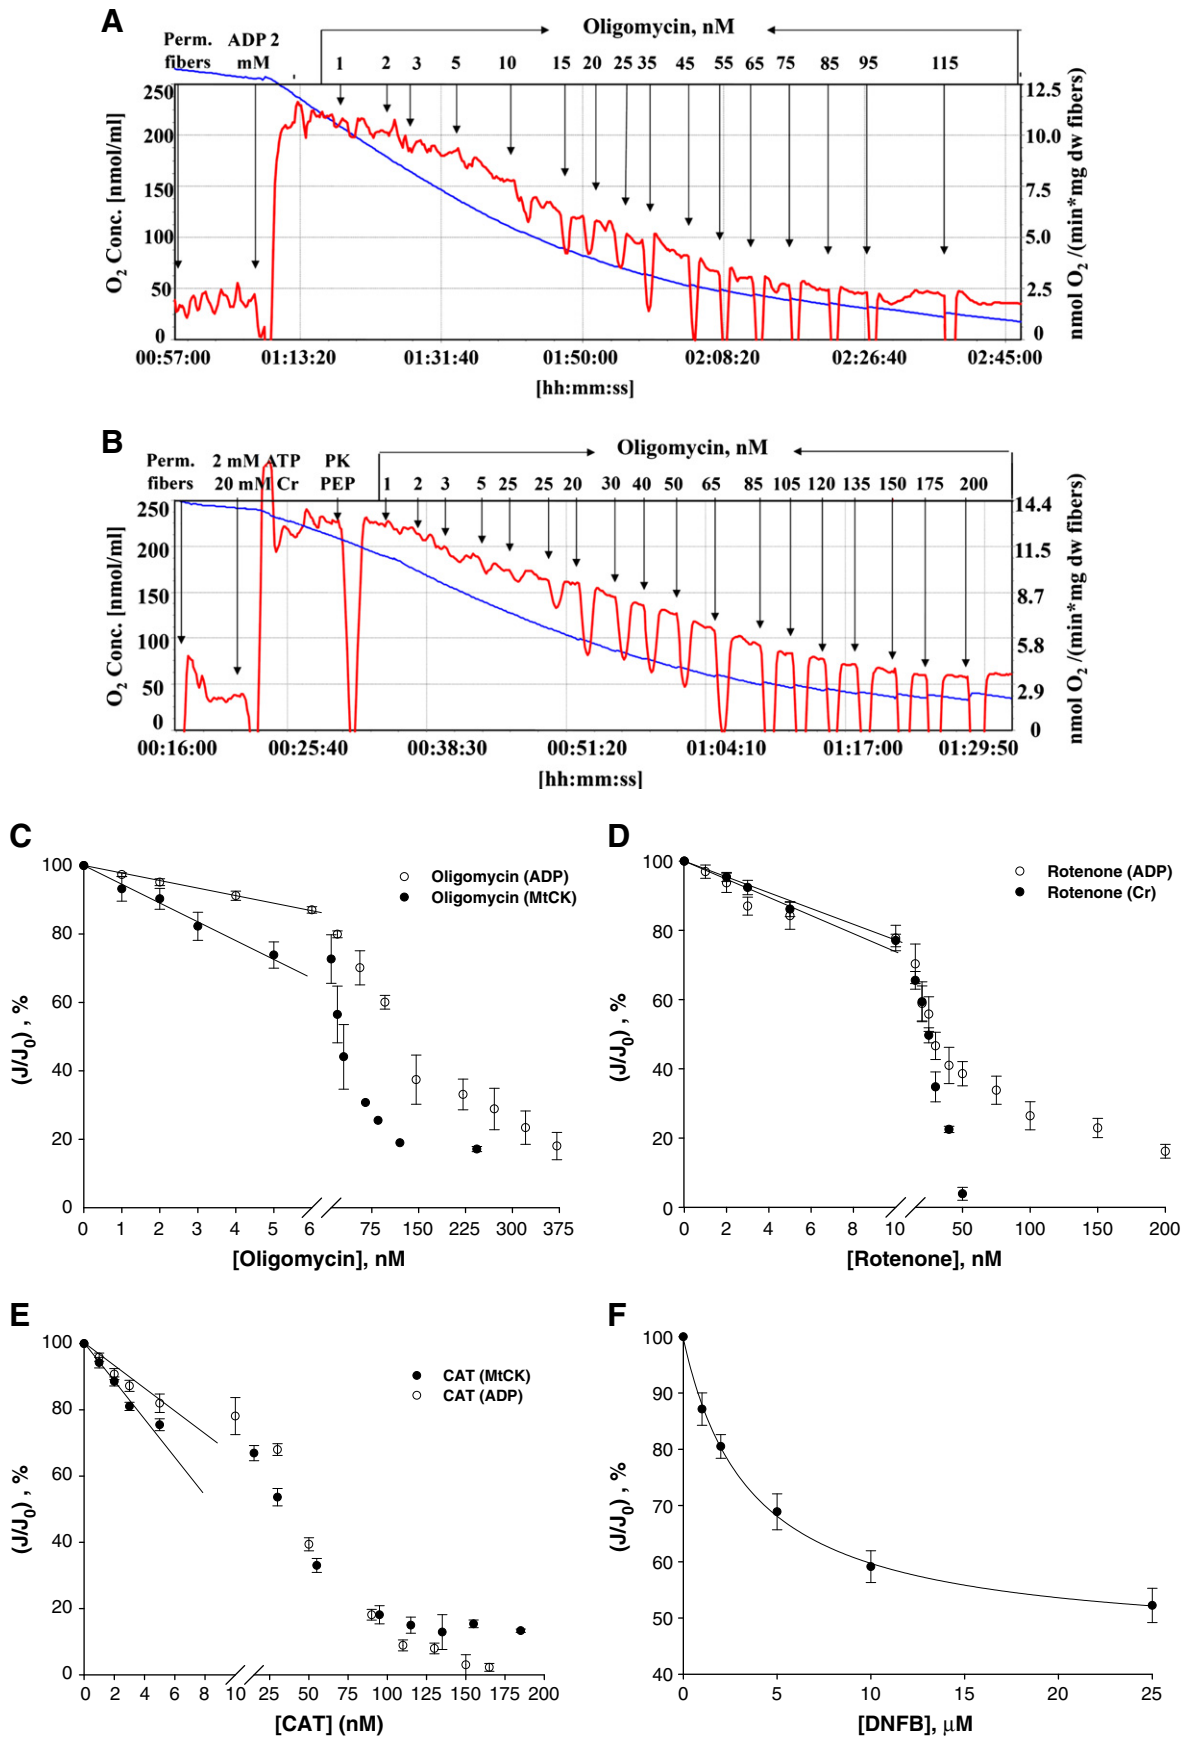 A
Oligomycin, nM
Perm. fibers
ADP 2 mM
1 2 3 5 10 15 20 25 35 45 55 65 75 85 95 115
O2 Conc. [nmol/ml]
250
200
150
100
50
0
12.5
10.0
7.5
5.0
2.5
0
nmol O2 /(min*mg dw fibers)
00:57:00 01:13:20 01:31:40 01:50:00 02:08:20 02:26:40 02:45:00
[hh:mm:ss]
B
Oligomycin, nM
Perm. fibers
2 mM ATP
20 mM Cr
PK
PEP
1 2 3 5 25 25 20 30 40 50 65 85 105 120 135 150 175 200
O2 Conc. [nmol/ml]
250
200
150
100
50
0
14.4
11.5
8.7
5.8
2.9
0
nmol O2 /(min*mg dw fibers)
00:16:00 00:25:40 00:38:30 00:51:20 01:04:10 01:17:00 01:29:50
[hh:mm:ss]
C
Oligomycin (ADP)
Oligomycin (MtCK)
(J/J0) , %
100
80
60
40
20
0
0 1 2 3 4 5 6 75 150 225 300 375
[Oligomycin], nM
D
Rotenone (ADP)
Rotenone (Cr)
(J/J0) , %
100
80
60
40
20
0
0 2 4 6 8 10 50 100 150 200
[Rotenone], nM
E
CAT (MtCK)
CAT (ADP)
(J/J0) , %
100
80
60
40
20
0
0 2 4 6 8 10 25 50 75 100 125 150 175 200
[CAT] (nM)
F
(J/J0) , %
100
90
80
70
60
50
40
0 5 10 15 20 25
[DNFB], μM